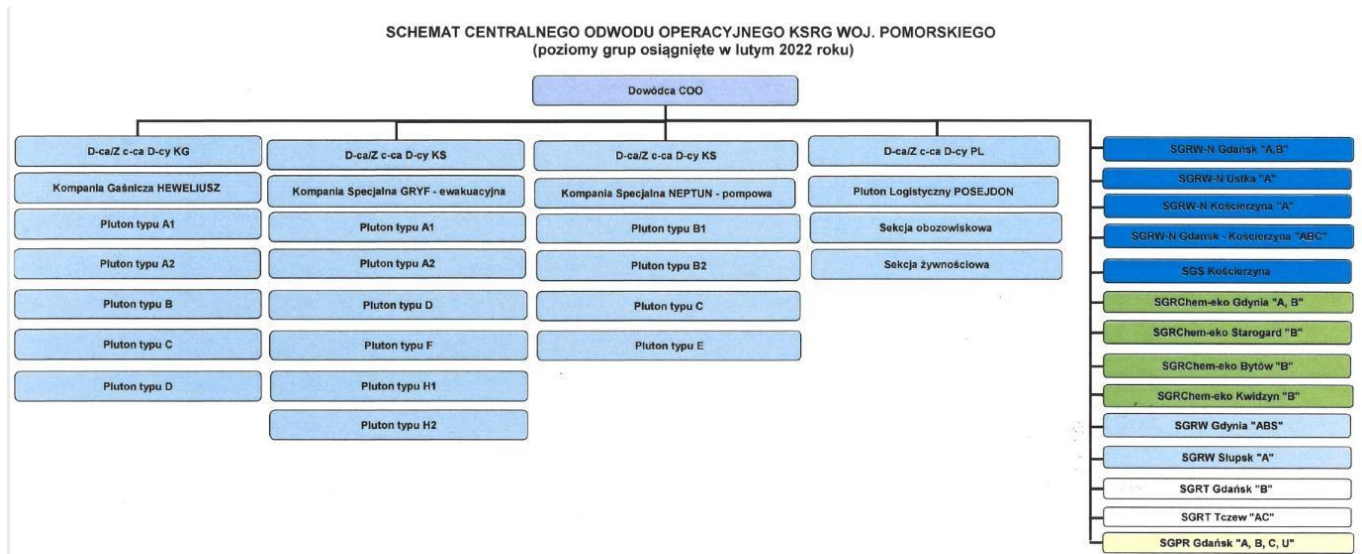 SCHEMAT CENTRALNEGO ODWODU OPERACYJNEGO KSRG WOJ. POMORSKIEGO
(poziomy grup osiągnięte w lutym 2022 roku)
Dowódca COO
D-ca/Z c-ca D-cy KG
Kompania Gaśnicza HEWELIUSZ
Pluton typu A1
Pluton typu A2
Pluton typu B
Pluton typu C
Pluton typu D
D-ca/Z c-ca D-cy KS
Kompania Specjalna GRYF - ewakuacyjna
Pluton typu A1
Pluton typu A2
Pluton typu D
Pluton typu F
Pluton typu H1
Pluton typu H2
D-ca/Z c-ca D-cy KS
Kompania Specjalna NEPTUN - pompowa
Pluton typu B1
Pluton typu B2
Pluton typu C
Pluton typu E
D-ca/Z c-ca D-cy PL
Pluton Logistyczny POSEJDON
Sekcja obozowiskowa
Sekcja żywnościowa
SGRW-N Gdańsk "A,B"
SGRW-N Ustka "A"
SGRW-N Kościerzyna "A"
SGRW-N Gdańsk - Kościerzyna "ABC"
SGS Kościerzyna
SGRChem-eko Gdynia "A, B"
SGRChem-eko Starogard "B"
SGRChem-eko Bytów "B"
SGRChem-eko Kwidzyn "B"
SGRW Gdynia "ABS"
SGRW Słupsk "A"
SGRT Gdańsk "B"
SGRT Tczew "AC"
SGPR Gdańsk "A, B, C, U"